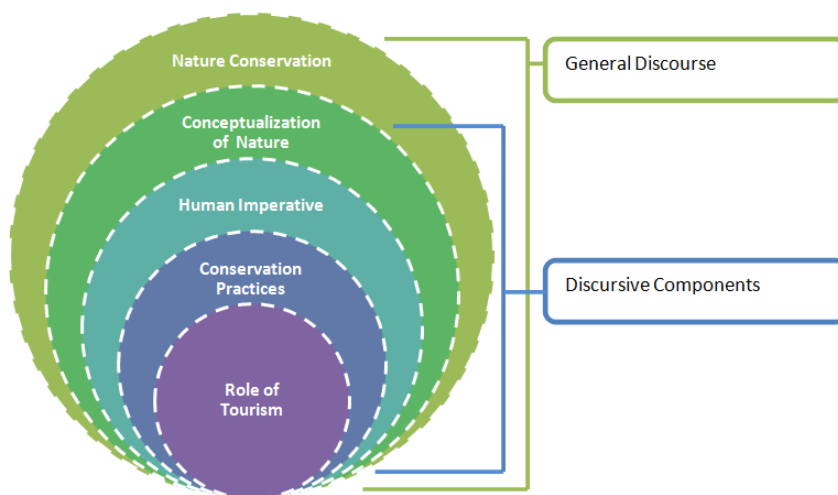 Nature Conservation
General Discourse
Conceptualization
of Nature
Human Imperative
Conservation
Practices
Discursive Components
Role of
Tourism